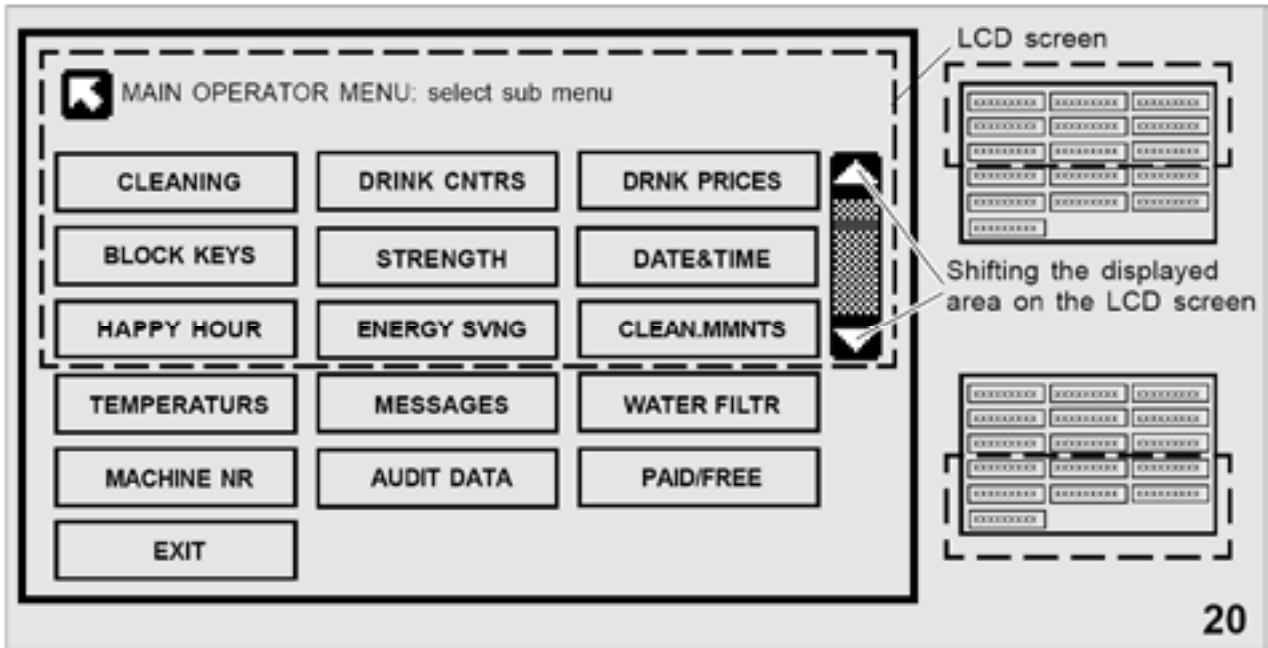 LCD screen
MAIN OPERATOR MENU: select sub menu
CLEANING DRINK CNTRS DRNK PRICES
BLOCK KEYS STRENGTH DATE&TIME
HAPPY HOUR ENERGY SVNG CLEAN.MMNTS
Shifting the displayed
area on the LCD screen
TEMPERATURS MESSAGES WATER FILTR
MACHINE NR AUDIT DATA PAID/FREE
EXIT
20